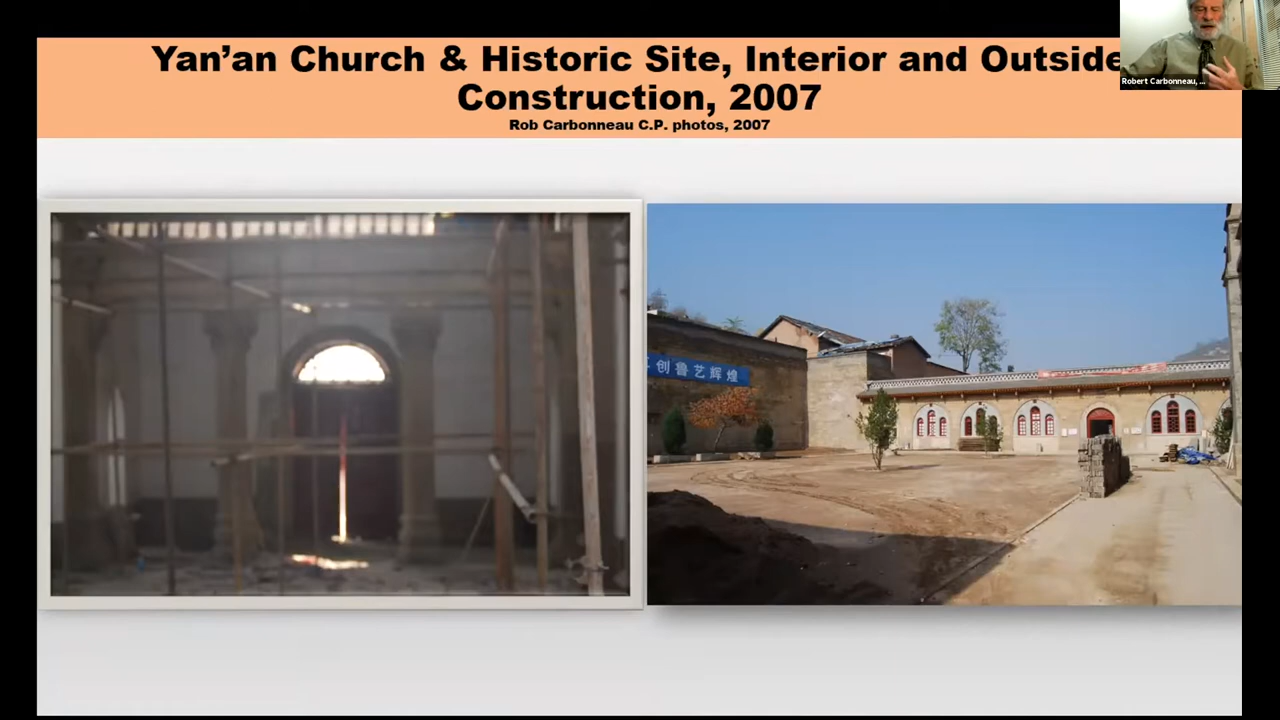 Yan’an Church & Historic Site, Interior and Outside
Construction, 2007
Rob Carbonneau C.P. photos, 2007
Robert Carbonneau, ...
创鲁艺辉煌